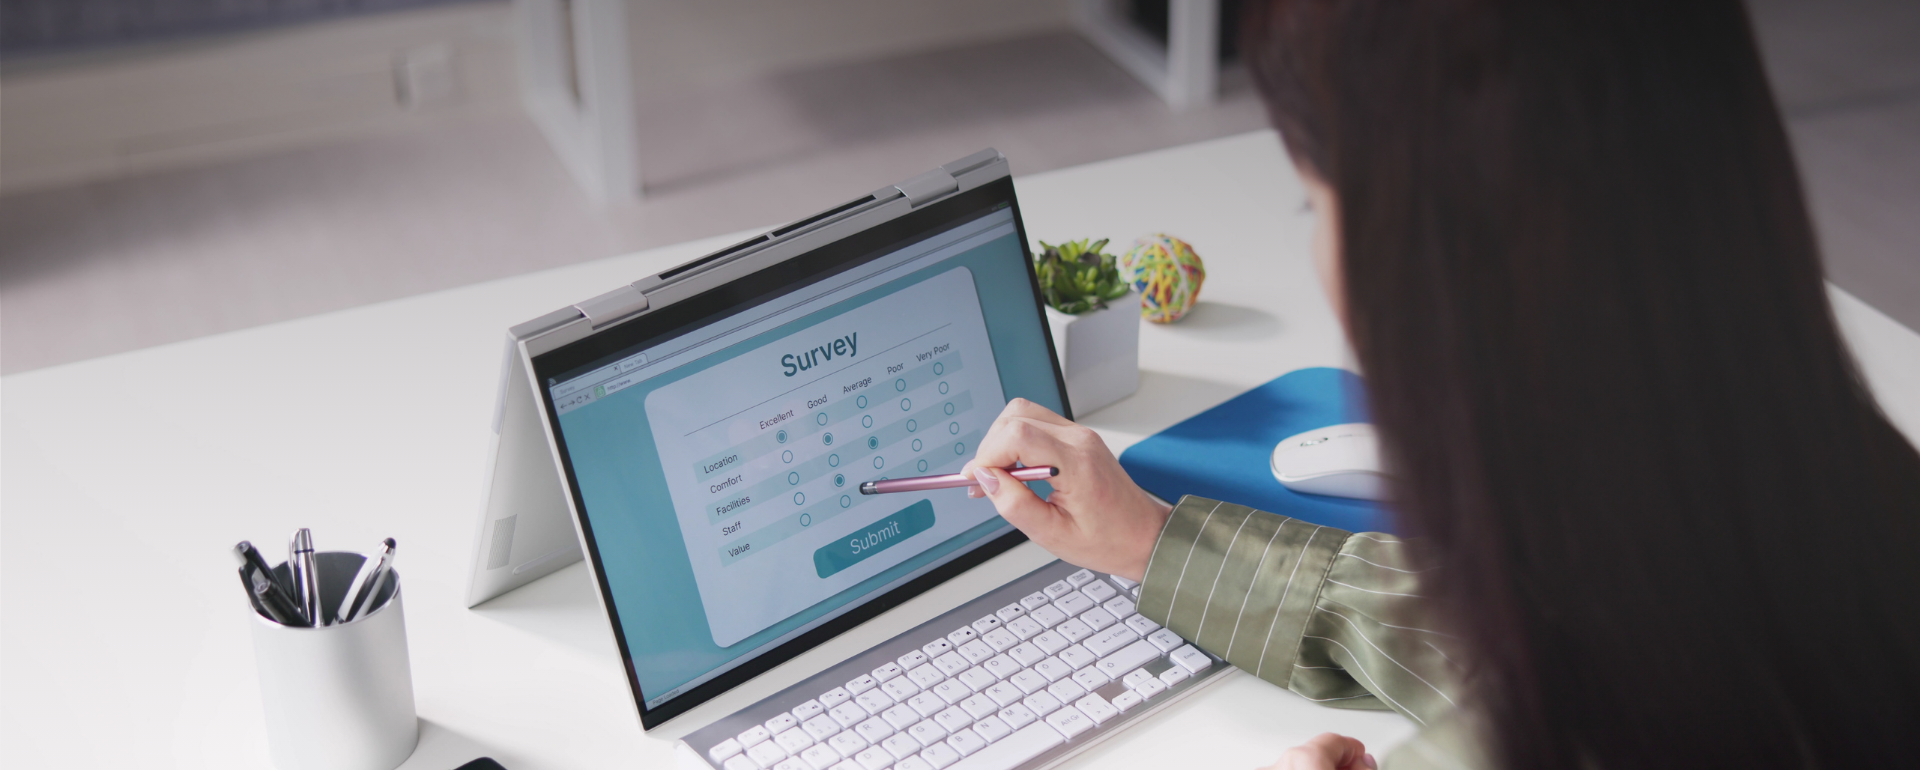 Survey
Excellent Good Average Poor Very Poor
Location
Comfort
Facilities
Staff
Value
Submit